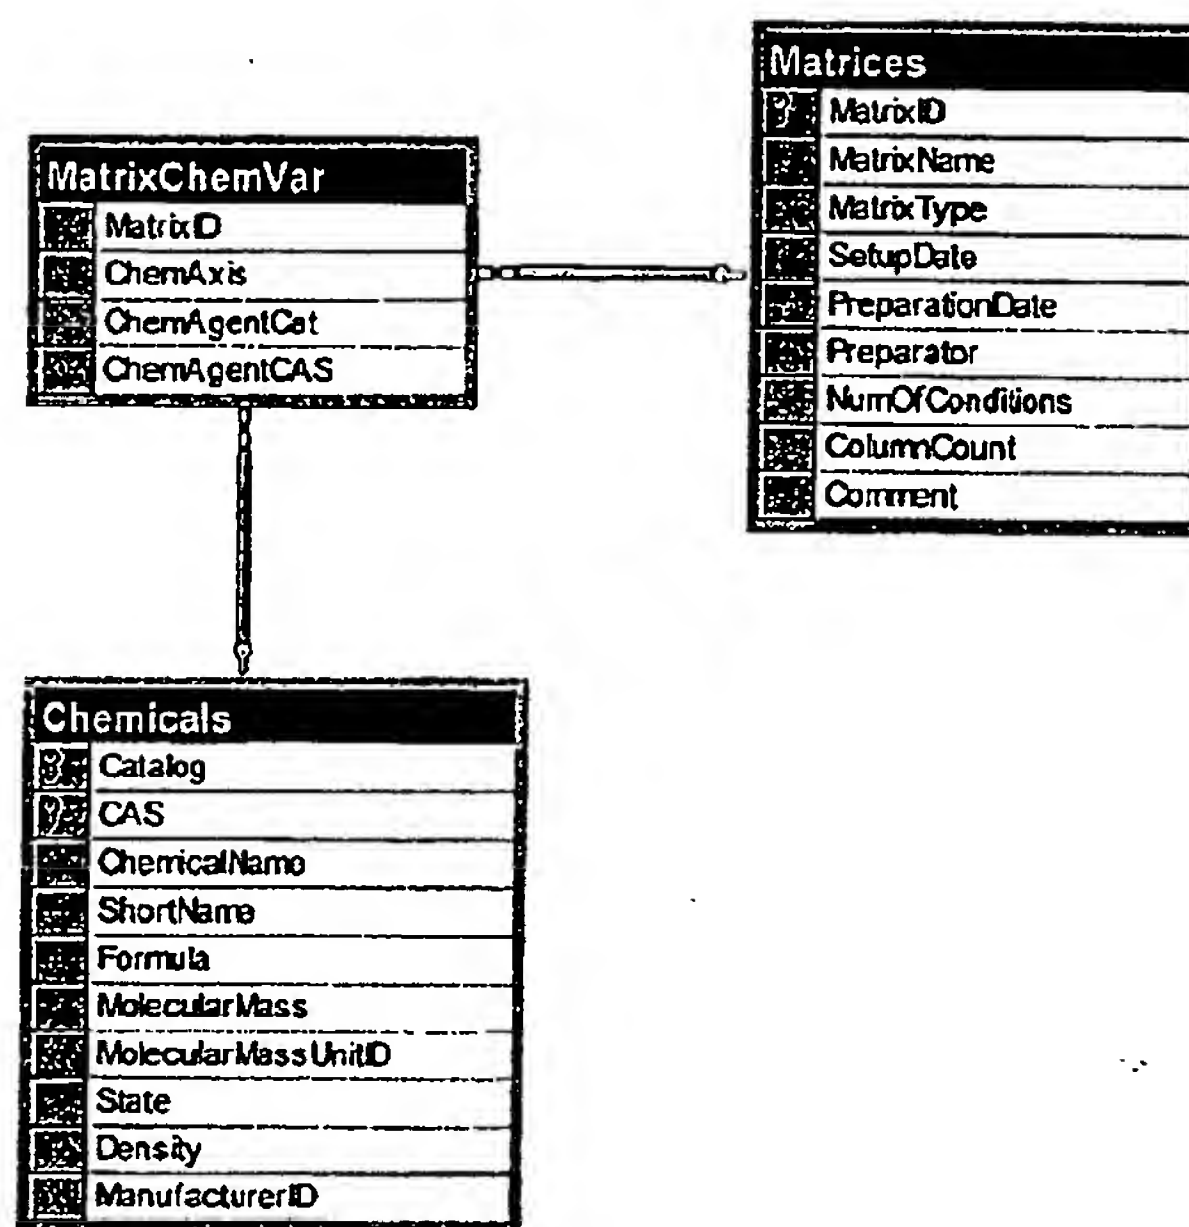 Matrices
MatrixID
MatrixName
MatrixType
SetupDate
PreparationDate
Preparator
NumOfConditions
ColumnCount
Comment
MatrixChemVar
MatrixID
ChemAxis
ChemAgentCat
ChemAgentCAS
Chemicals
Catalog
CAS
ChemicalName
ShortName
Formula
MolecularMass
MolecularMassUnitID
State
Density
ManufacturerID